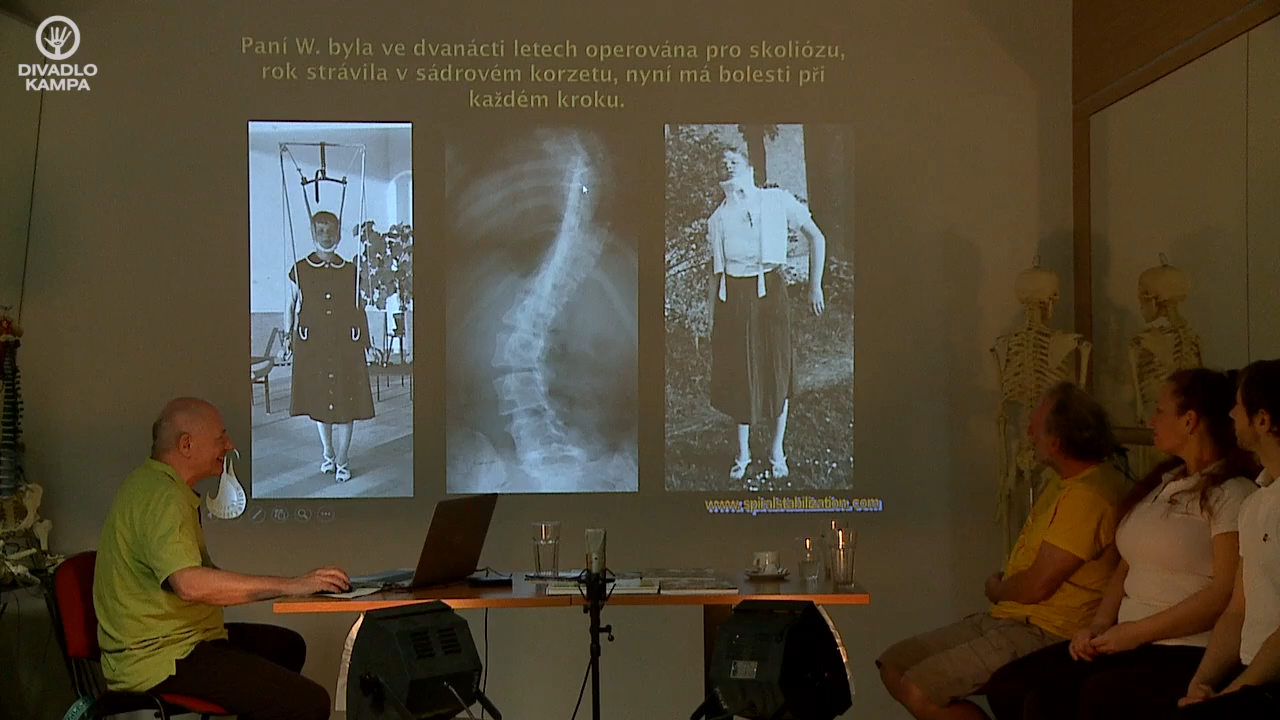 DIVADLO
KAMPA
Paní W. byla ve dvanácti letech operována pro skoliózu,
rok strávila v sádrovém korzetu, nyní má bolesti při
každém kroku.
www.spiralstabilization.com